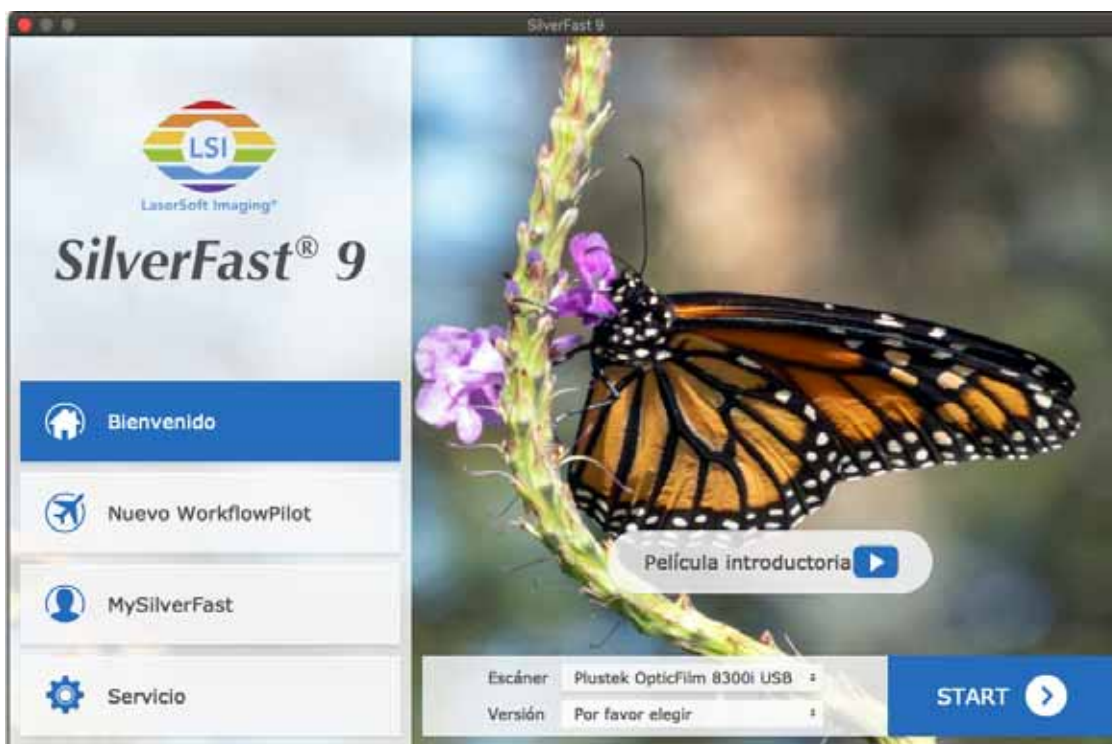 SilverFast 9
LSI
LaserSoft Imaging®
SilverFast® 9
Bienvenido
Nuevo WorkflowPilot
MySilverFast
Servicio
Película introductoria
Escáner Plustek OpticFilm 8300i USB
Versión Por favor elegir
START